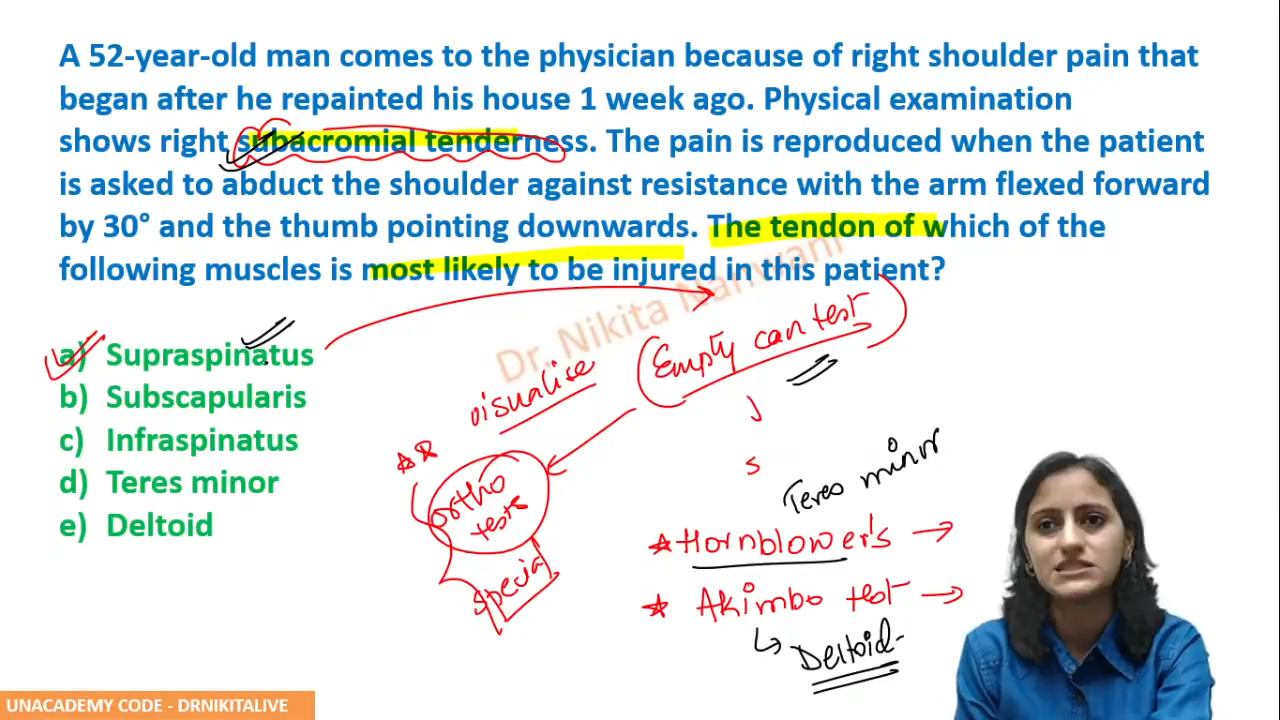 A 52-year-old man comes to the physician because of right shoulder pain that
began after he repainted his house 1 week ago. Physical examination
shows right subacromial tenderness. The pain is reproduced when the patient
is asked to abduct the shoulder against resistance with the arm flexed forward
by 30° and the thumb pointing downwards. The tendon of which of the
following muscles is most likely to be injured in this patient?
Dr. Nikita Nanwani
a) Supraspinatus
b) Subscapularis
c) Infraspinatus
d) Teres minor
e) Deltoid
Empty can test
visualise
ortho
tests
special
Teres minor
Hornblower's
Akimbo test
Deltoid
UNACADEMY CODE - DRNIKITALIVE